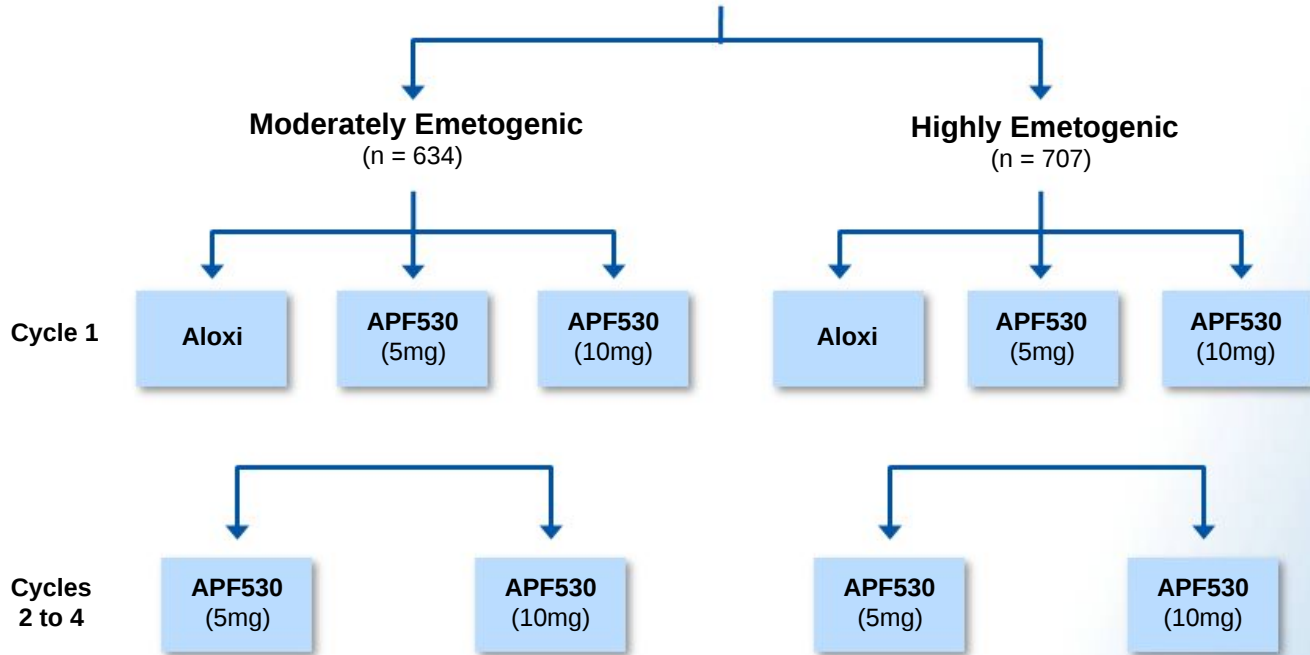 Moderately Emetogenic
(n = 634)
Highly Emetogenic
(n = 707)
Cycle 1
Aloxi
APF530
(5mg)
APF530
(10mg)
Aloxi
APF530
(5mg)
APF530
(10mg)
Cycles
2 to 4
APF530
(5mg)
APF530
(10mg)
APF530
(5mg)
APF530
(10mg)